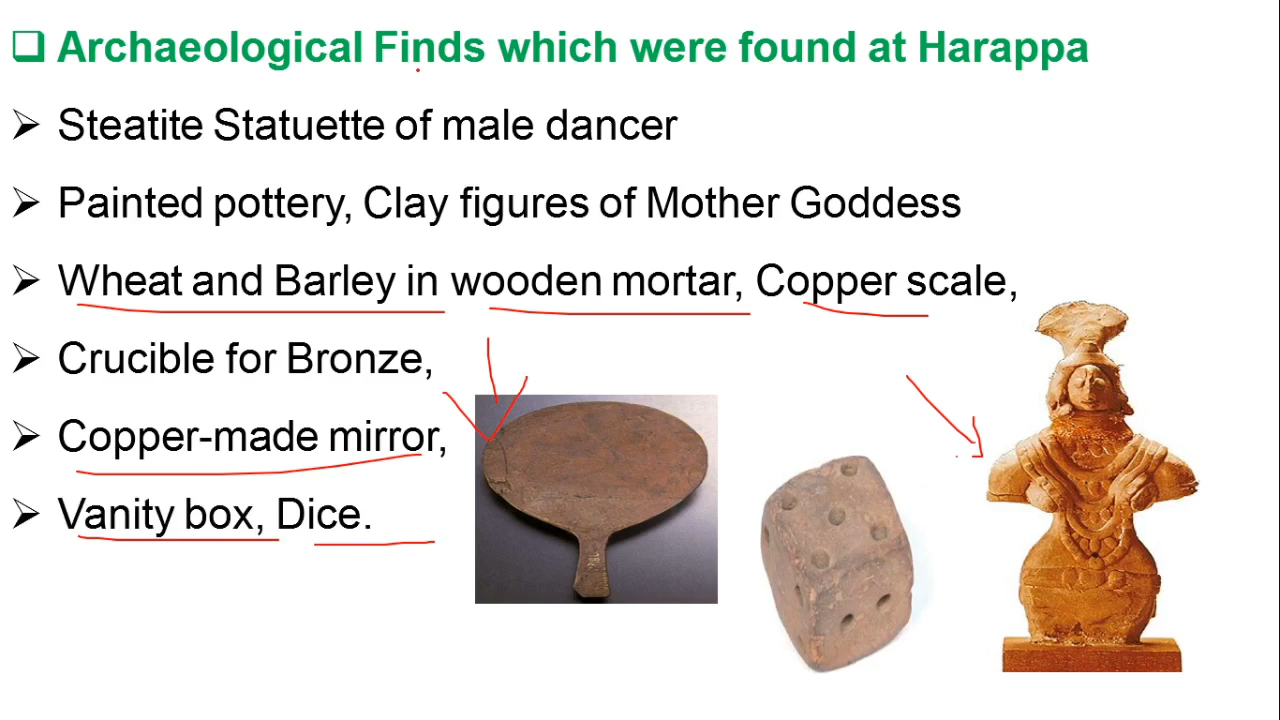 Archaeological Finds which were found at Harappa
Steatite Statuette of male dancer
Painted pottery, Clay figures of Mother Goddess
Wheat and Barley in wooden mortar, Copper scale,
Crucible for Bronze,
Copper-made mirror,
Vanity box, Dice.